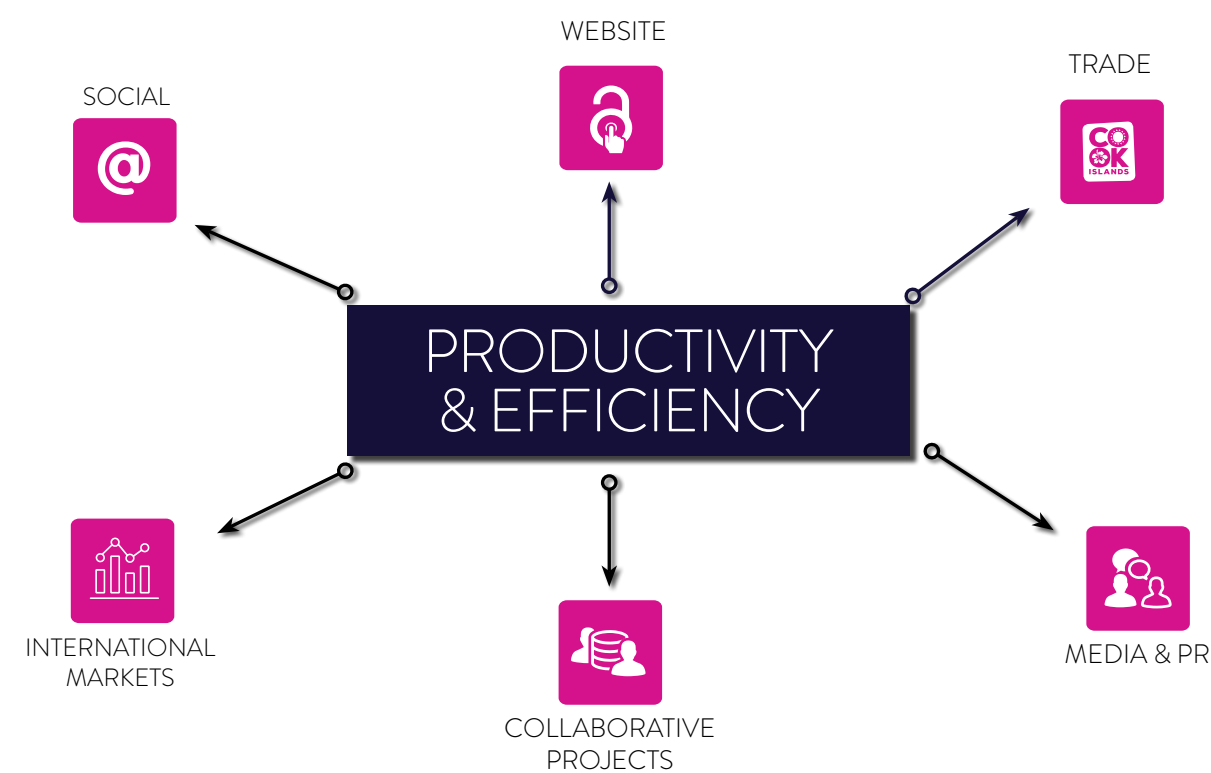 WEBSITE
TRADE
SOCIAL
@
CO
OK
ISLANDS
PRODUCTIVITY
& EFFICIENCY
INTERNATIONAL
MARKETS
MEDIA & PR
COLLABORATIVE
PROJECTS